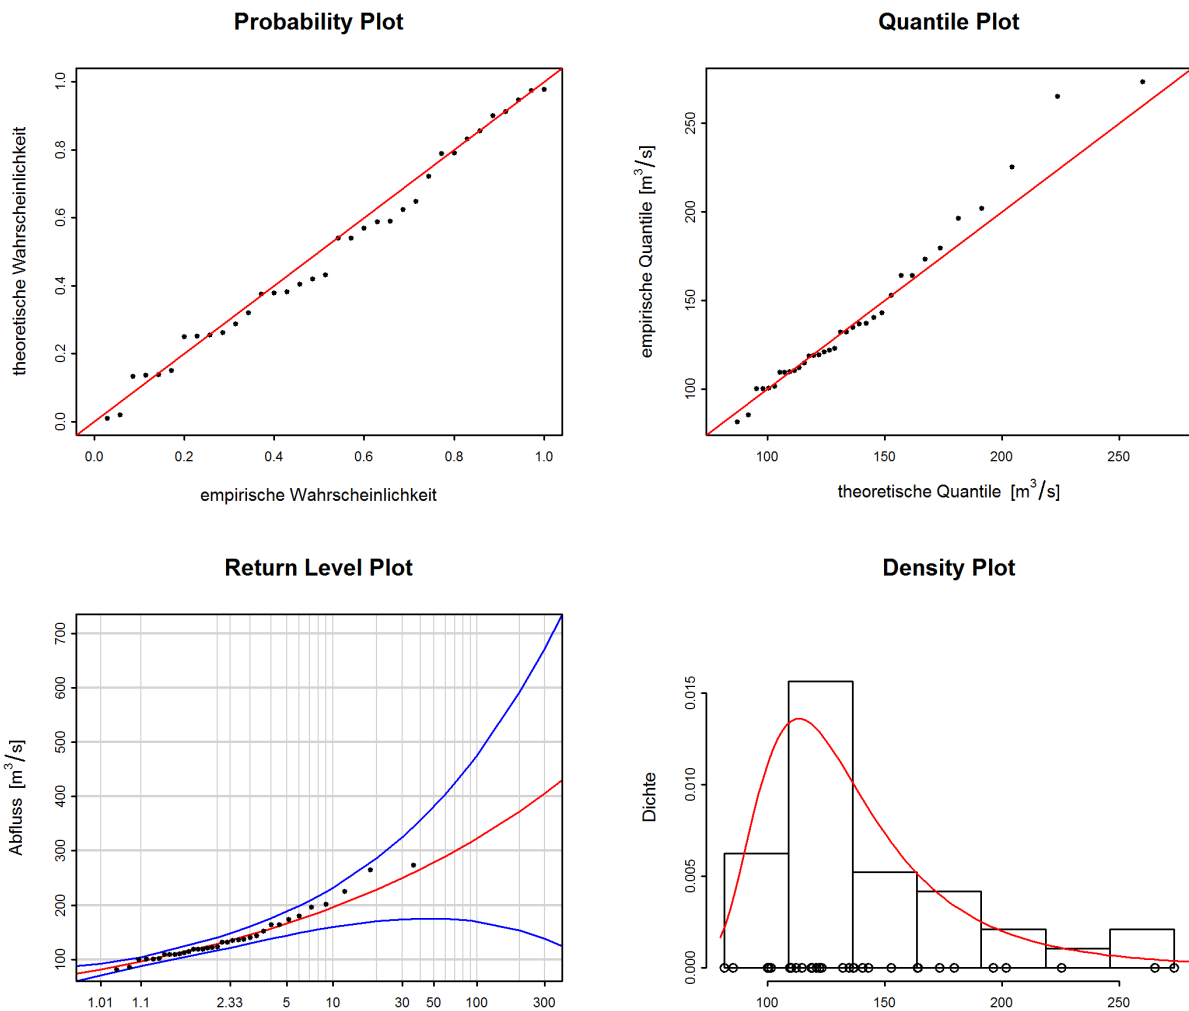 Probability Plot
theoretische Wahrscheinlichkeit
0.0 0.2 0.4 0.6 0.8 1.0
0.0 0.2 0.4 0.6 0.8 1.0
empirische Wahrscheinlichkeit
Quantile Plot
empirische Quantile [m³/s]
100 150 200 250
100 150 200 250
theoretische Quantile [m³/s]
Return Level Plot
Abfluss [m³/s]
100 200 300 400 500 600 700
1.01 1.1 2.33 5 10 30 50 100 300
Density Plot
Dichte
0.000 0.005 0.010 0.015
100 150 200 250